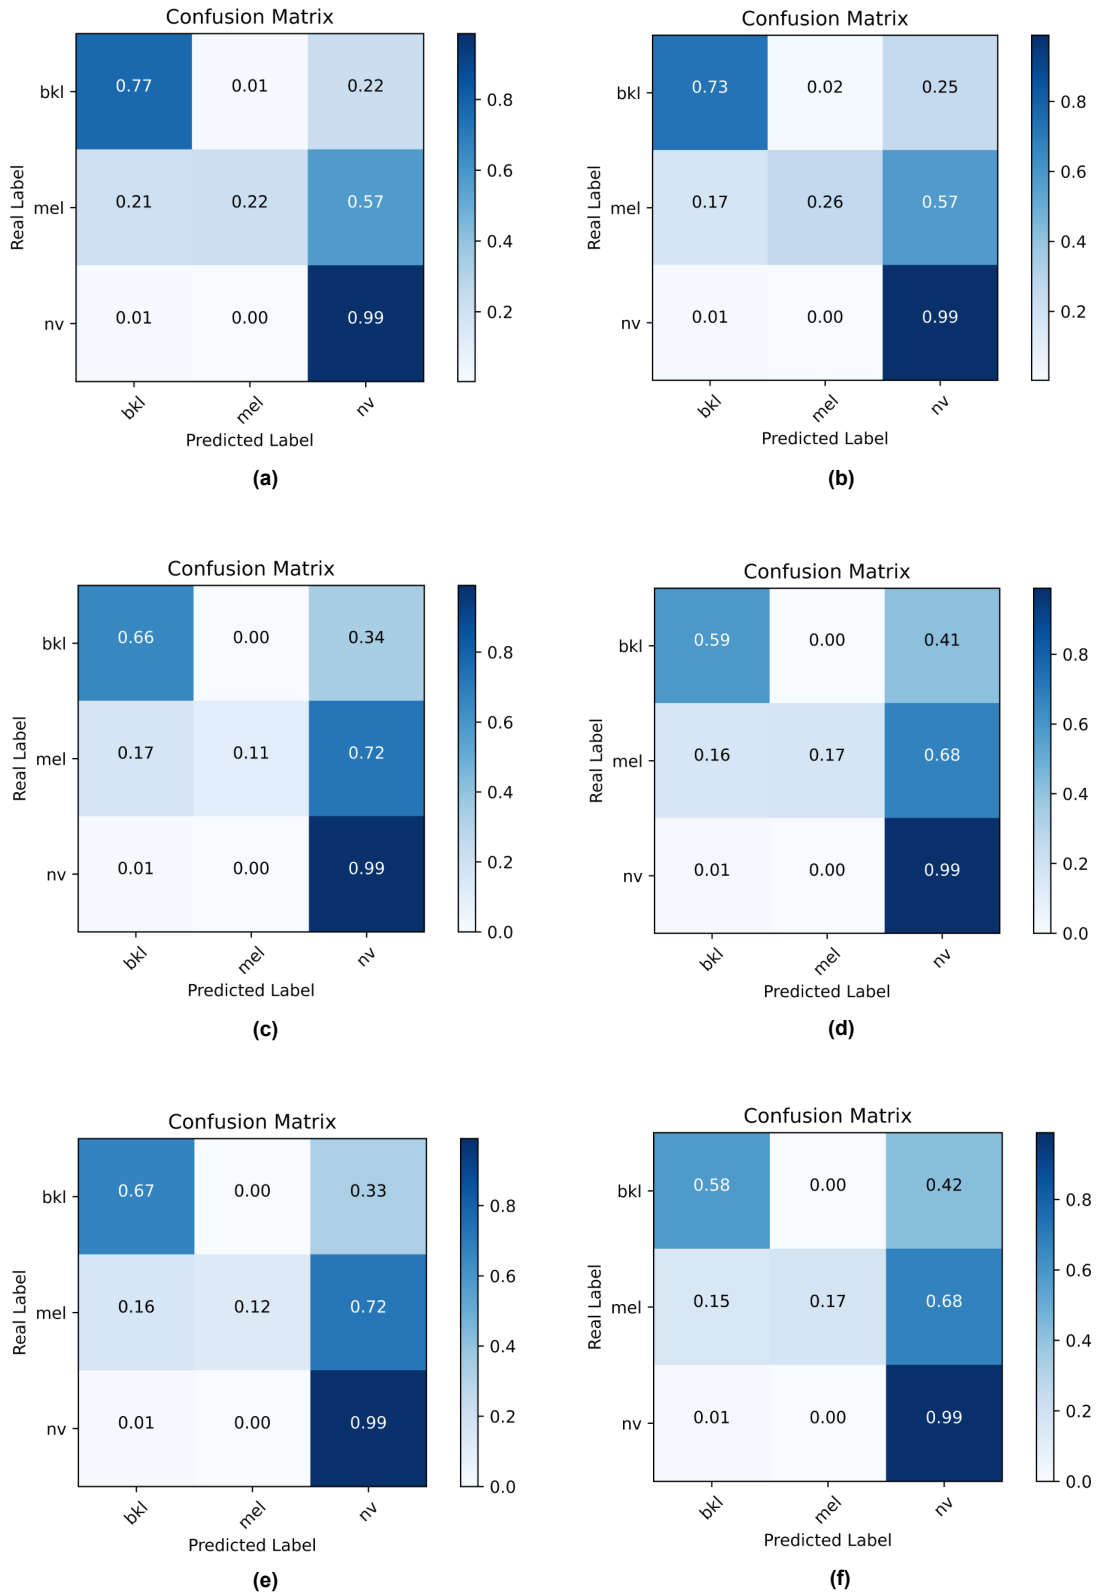 Confusion Matrix
bkl 0.77 0.01 0.22
mel 0.21 0.22 0.57
nv 0.01 0.00 0.99
bkl mel nv
Real Label
Predicted Label
0.8
0.6
0.4
0.2
(a)
Confusion Matrix
bkl 0.73 0.02 0.25
mel 0.17 0.26 0.57
nv 0.01 0.00 0.99
bkl mel nv
Real Label
Predicted Label
0.8
0.6
0.4
0.2
(b)
Confusion Matrix
bkl 0.66 0.00 0.34
mel 0.17 0.11 0.72
nv 0.01 0.00 0.99
bkl mel nv
Real Label
Predicted Label
0.8
0.6
0.4
0.2
0.0
(c)
Confusion Matrix
bkl 0.59 0.00 0.41
mel 0.16 0.17 0.68
nv 0.01 0.00 0.99
bkl mel nv
Real Label
Predicted Label
0.8
0.6
0.4
0.2
0.0
(d)
Confusion Matrix
bkl 0.67 0.00 0.33
mel 0.16 0.12 0.72
nv 0.01 0.00 0.99
bkl mel nv
Real Label
Predicted Label
0.8
0.6
0.4
0.2
0.0
(e)
Confusion Matrix
bkl 0.58 0.00 0.42
mel 0.15 0.17 0.68
nv 0.01 0.00 0.99
bkl mel nv
Real Label
Predicted Label
0.8
0.6
0.4
0.2
0.0
(f)